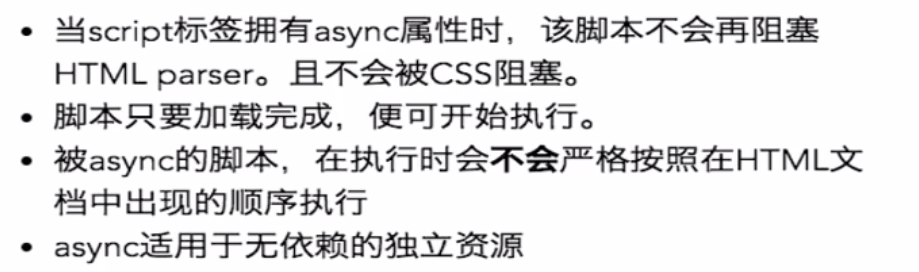 • 当script标签拥有async属性时，该脚本不会再阻塞
HTML parser。且不会被CSS阻塞。
• 脚本只要加载完成，便可开始执行。
• 被async的脚本，在执行时会不会严格按照在HTML文
档中出现的顺序执行
• async适用于无依赖的独立资源